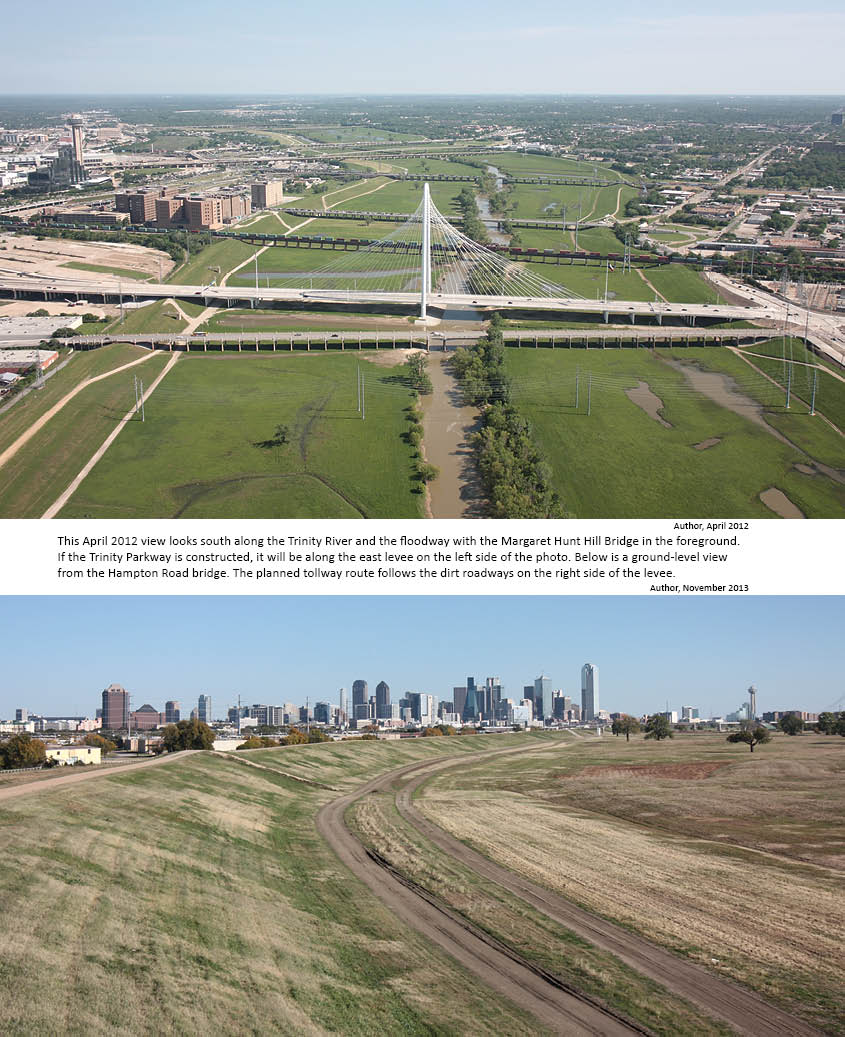 Author, April 2012
This April 2012 view looks south along the Trinity River and the floodway with the Margaret Hunt Hill Bridge in the foreground.
If the Trinity Parkway is constructed, it will be along the east levee on the left side of the photo. Below is a ground-level view
from the Hampton Road bridge. The planned tollway route follows the dirt roadways on the right side of the levee.
Author, November 2013